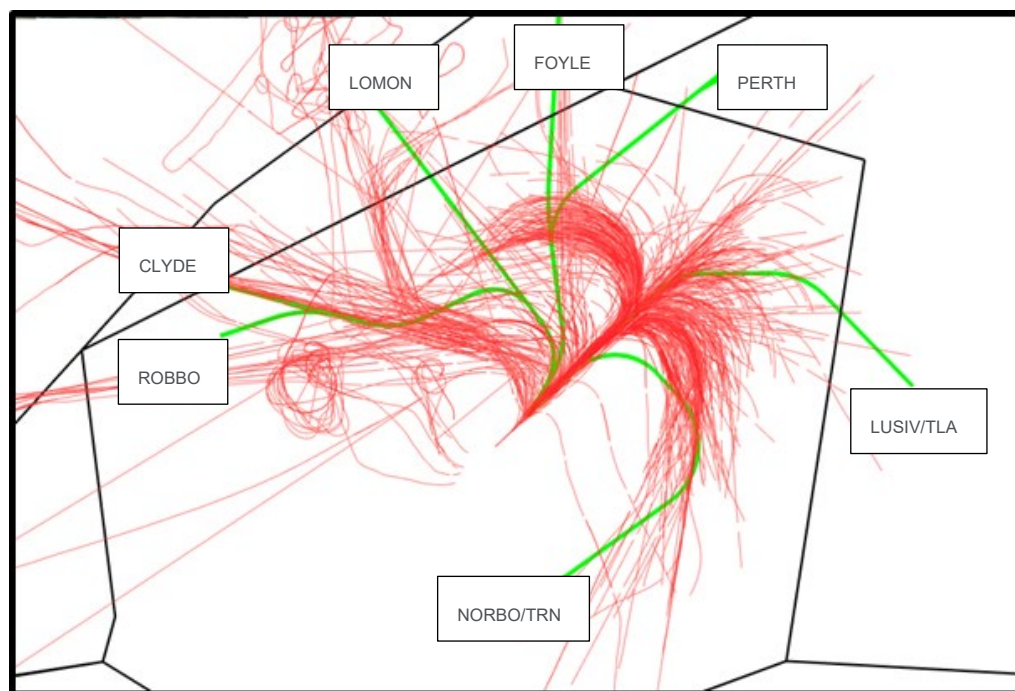 FOYLE
PERTH
LOMON
CLYDE
ROBBO
LUSIV/TLA
NORBO/TRN